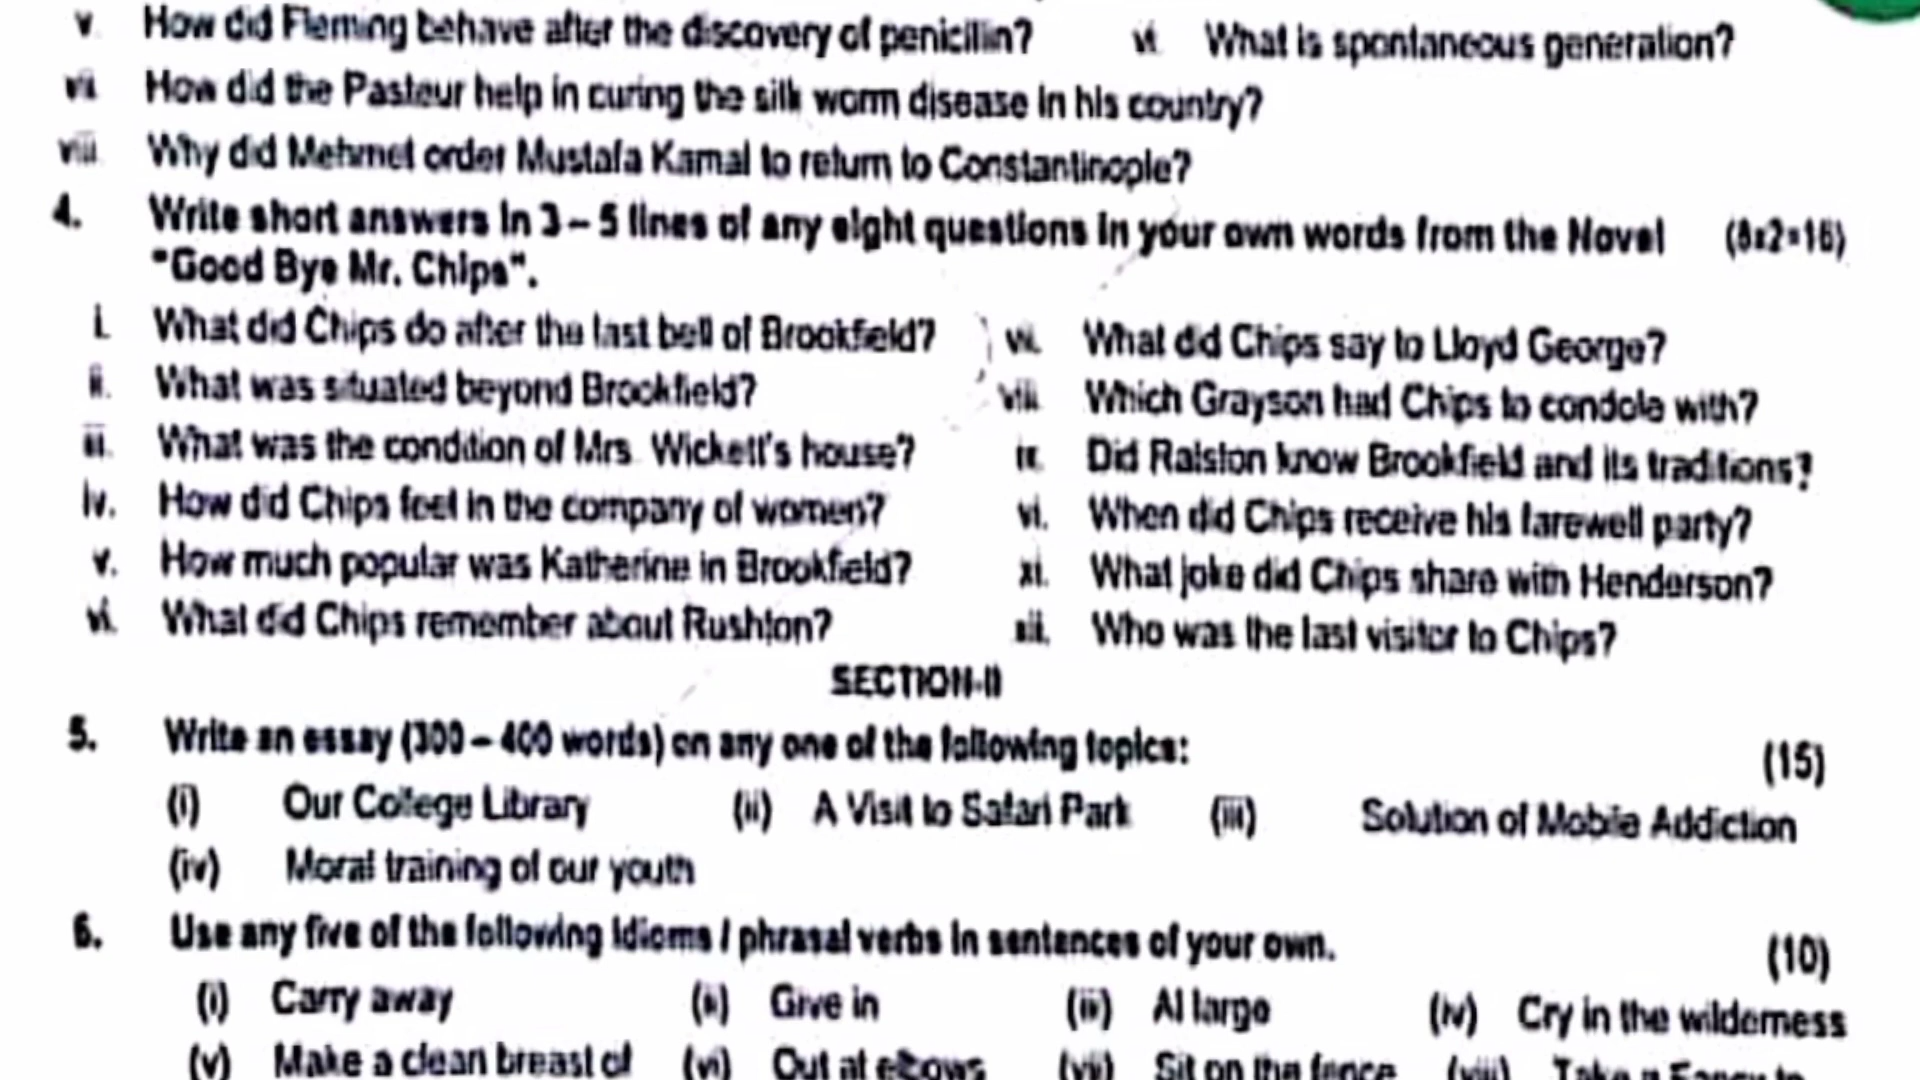 v. How did Fleming behave after the discovery of penicillin? vi. What is spontaneous generation?
vii. How did the Pasteur help in curing the silk worm disease in his country?
viii. Why did Mehmet order Mustafa Kamal to return to Constantinople?
4. Write short answers in 3 – 5 lines of any eight questions in your own words from the Novel (8x2=16)
"Good Bye Mr. Chips".
i. What did Chips do after the last bell of Brookfield? vii. What did Chips say to Lloyd George?
ii. What was situated beyond Brookfield? viii. Which Grayson had Chips to condole with?
iii. What was the condition of Mrs. Wickett's house? ix. Did Ralston know Brookfield and its traditions?
iv. How did Chips feel in the company of women? vi. When did Chips receive his farewell party?
v. How much popular was Katherine in Brookfield? xi. What joke did Chips share with Henderson?
vi. What did Chips remember about Rushton? xii. Who was the last visitor to Chips?
SECTION-II
5. Write an essay (300 – 400 words) on any one of the following topics: (15)
(i) Our College Library (ii) A Visit to Safari Park (iii) Solution of Mobile Addiction
(iv) Moral training of our youth
6. Use any five of the following idioms / phrasal verbs in sentences of your own. (10)
(i) Carry away (ii) Give in (iii) At large (iv) Cry in the wilderness
(v) Make a clean breast of (vi) Out at elbows (vii) Sit on the fence (viii) Take a Fancy to